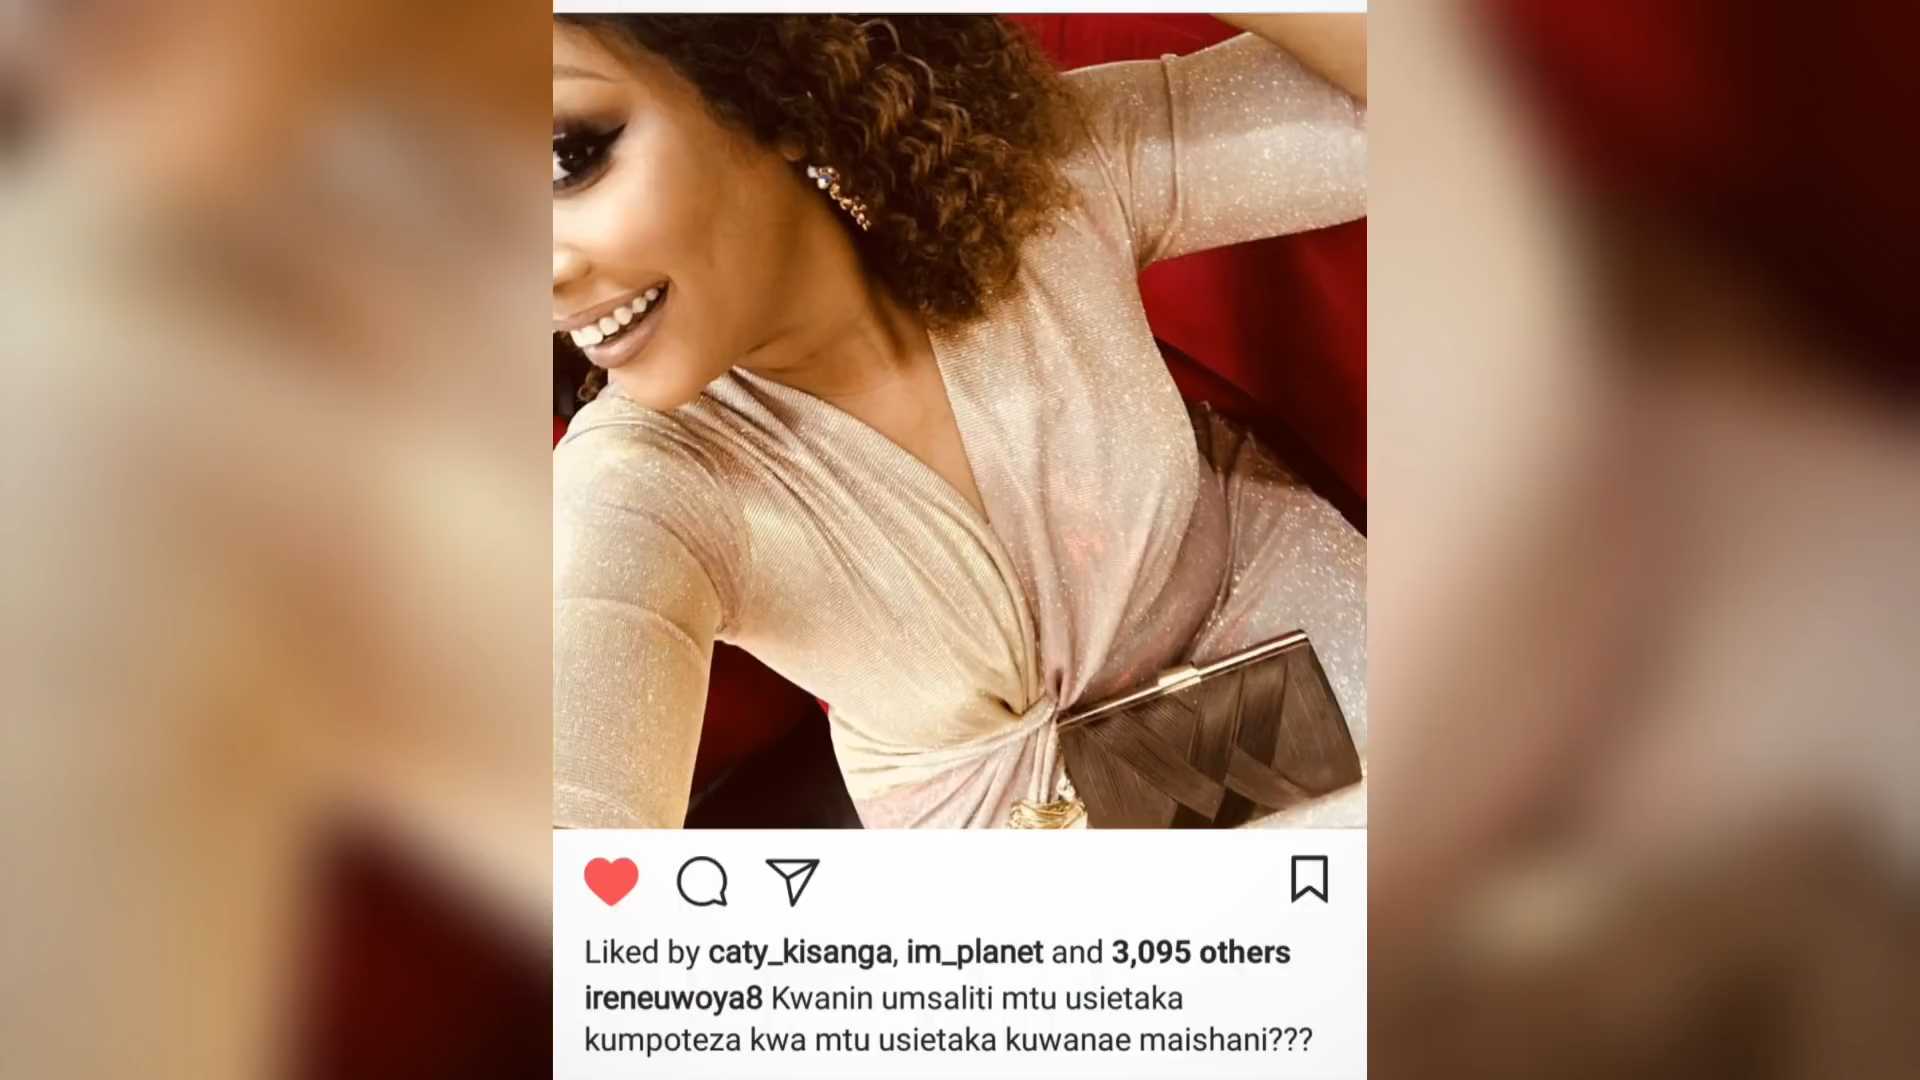 Liked by caty_kisanga, im_planet and 3,095 others
ireneuwoya8 Kwanin umsaliti mtu usietaka
kumpoteza kwa mtu usietaka kuwanae maishani???